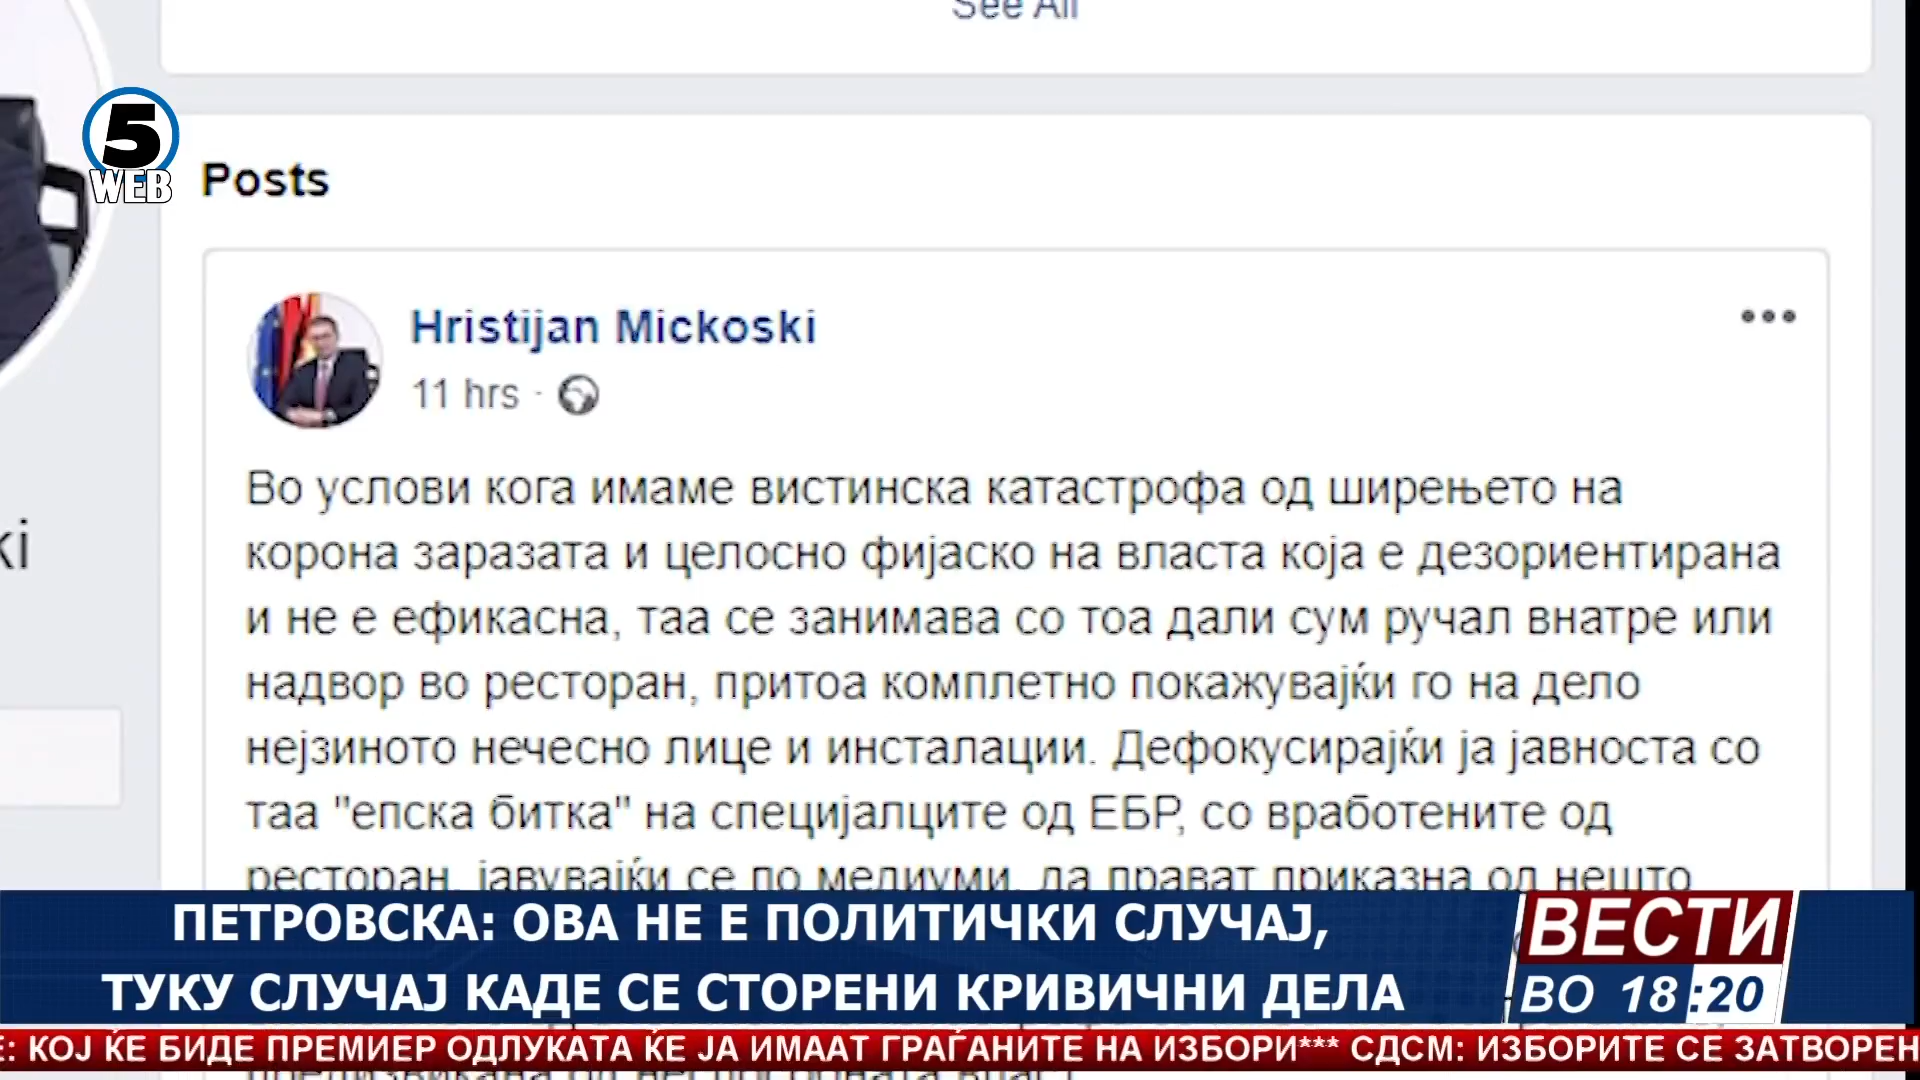 See All
5
WEB
Posts
Hristijan Mickoski
11 hrs ·
ki
Во услови кога имаме вистинска катастрофа од ширењето на
корона заразата и целосно фијаско на власта која е дезориентирана
и не е ефикасна, таа се занимава со тоа дали сум ручал внатре или
надвор во ресторан, притоа комплетно покажувајќи го на дело
нејзиното нечесно лице и инсталации. Дефокусирајќи ја јавноста со
таа "епска битка" на специјалците од ЕБР, со вработените од
ресторан, јавувајќи се по медиуми, да прават приказна од нешто
ПЕТРОВСКА: ОВА НЕ Е ПОЛИТИЧКИ СЛУЧАЈ,
ТУКУ СЛУЧАЈ КАДЕ СЕ СТОРЕНИ КРИВИЧНИ ДЕЛА
ВЕСТИ
ВО 18:20
Е: КОЈ ЌЕ БИДЕ ПРЕМИЕР ОДЛУКАТА ЌЕ ЈА ИМААТ ГРАЃАНИТЕ НА ИЗБОРИ*** СДСМ: ИЗБОРИТЕ СЕ ЗАТВОРЕН